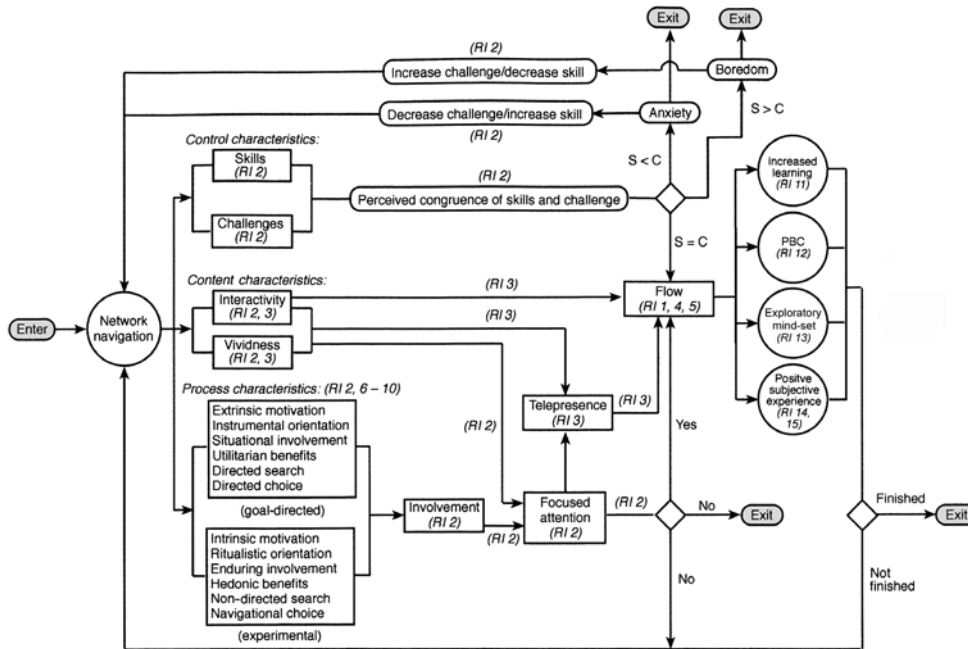 Exit
Exit
(RI 2)
Increase challenge/decrease skill
Boredom
Decrease challenge/increase skill
Anxiety
(RI 2)
S > C
Control characteristics:
Skills
(RI 2)
S < C
Increased
learning
(RI 11)
(RI 2)
Perceived congruence of skills and challenge
Challenges
(RI 2)
S = C
PBC
(RI 12)
Content characteristics:
Interactivity
(RI 2, 3)
(RI 3)
Flow
(RI 1, 4, 5)
Enter
Network
navigation
(RI 3)
Vividness
(RI 2, 3)
Exploratory
mind-set
(RI 13)
Process characteristics: (RI 2, 6 – 10)
Positve
subjective
experience
(RI 14,
15)
Telepresence
(RI 3)
(RI 3)
Extrinsic motivation
Instrumental orientation
Situational involvement
Utilitarian benefits
Directed search
Directed choice
(goal-directed)
(RI 2)
Yes
Involvement
(RI 2)
(RI 2)
Focused
attention
(RI 2)
(RI 2)
No
Exit
Finished
Exit
Intrinsic motivation
Ritualistic orientation
Enduring involvement
Hedonic benefits
Non-directed search
Navigational choice
(experimental)
No
Not
finished